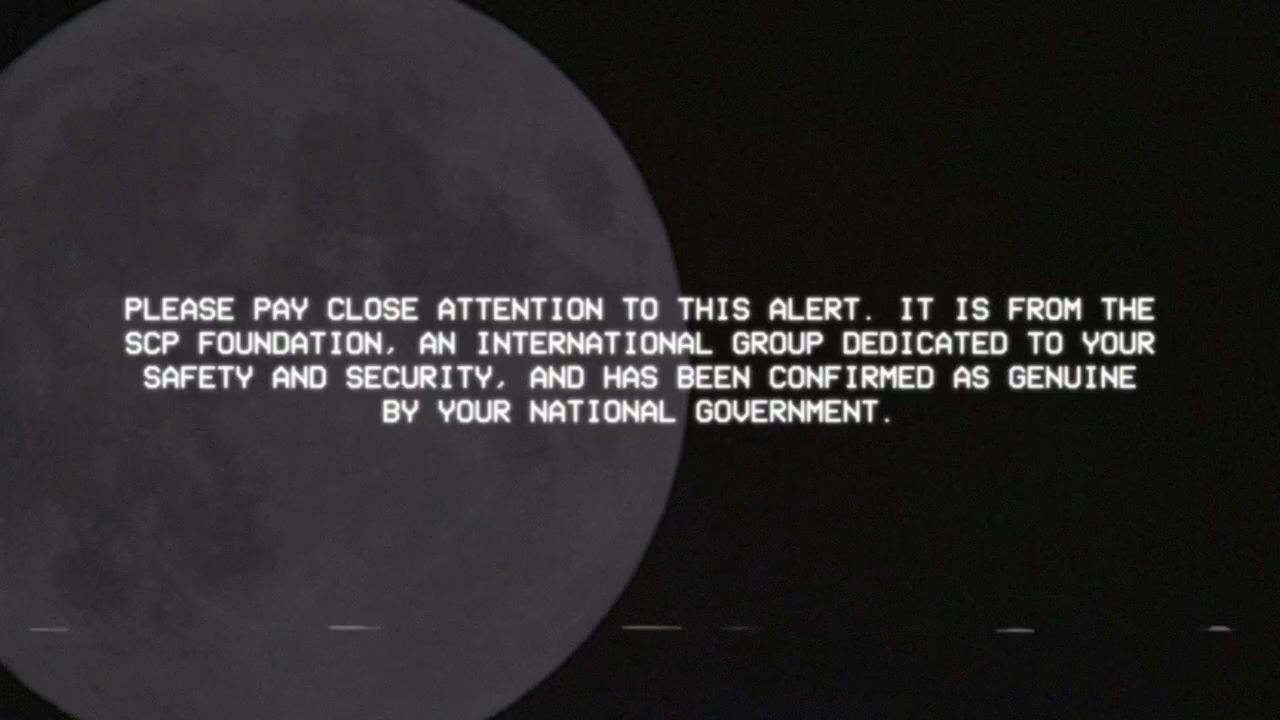 PLEASE PAY CLOSE ATTENTION TO THIS ALERT. IT IS FROM THE
SCP FOUNDATION, AN INTERNATIONAL GROUP DEDICATED TO YOUR
SAFETY AND SECURITY, AND HAS BEEN CONFIRMED AS GENUINE
BY YOUR NATIONAL GOVERNMENT.